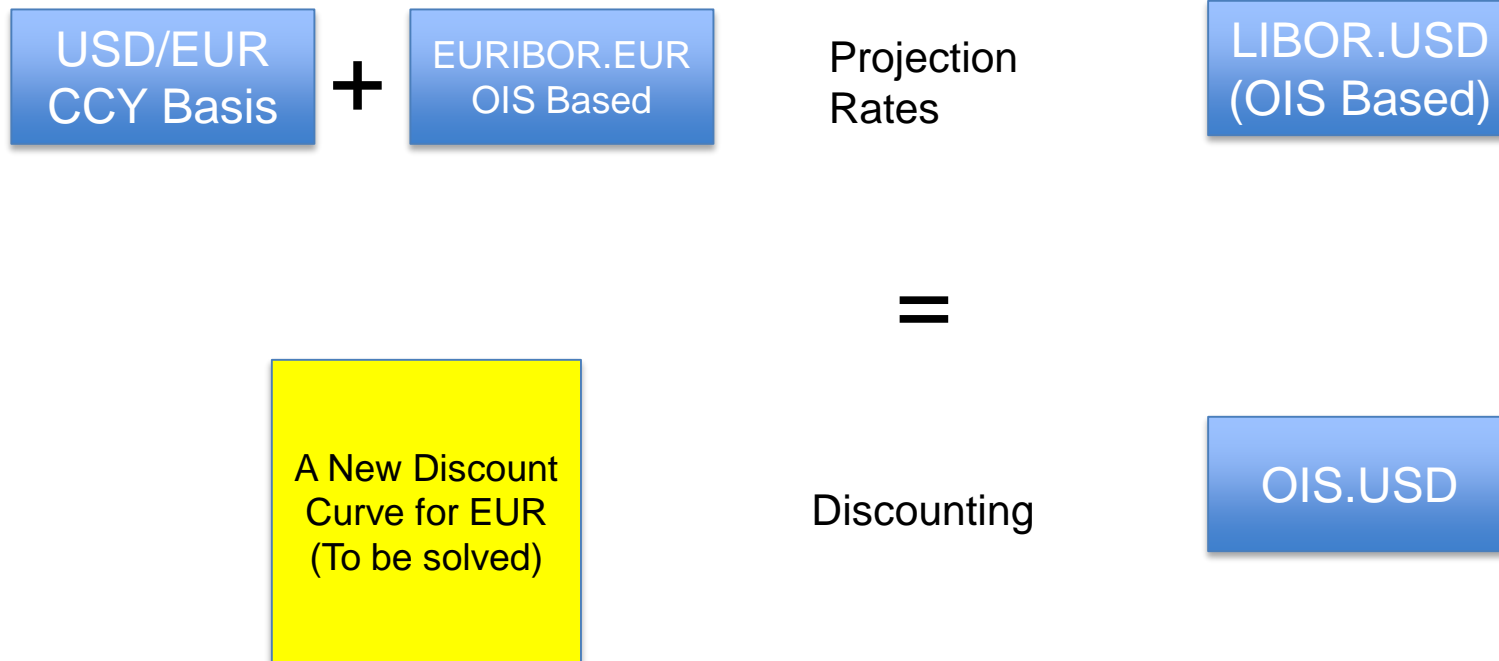 USD/EUR
CCY Basis
+
EURIBOR.EUR
OIS Based
Projection
Rates
LIBOR.USD
(OIS Based)
=
A New Discount
Curve for EUR
(To be solved)
Discounting
OIS.USD